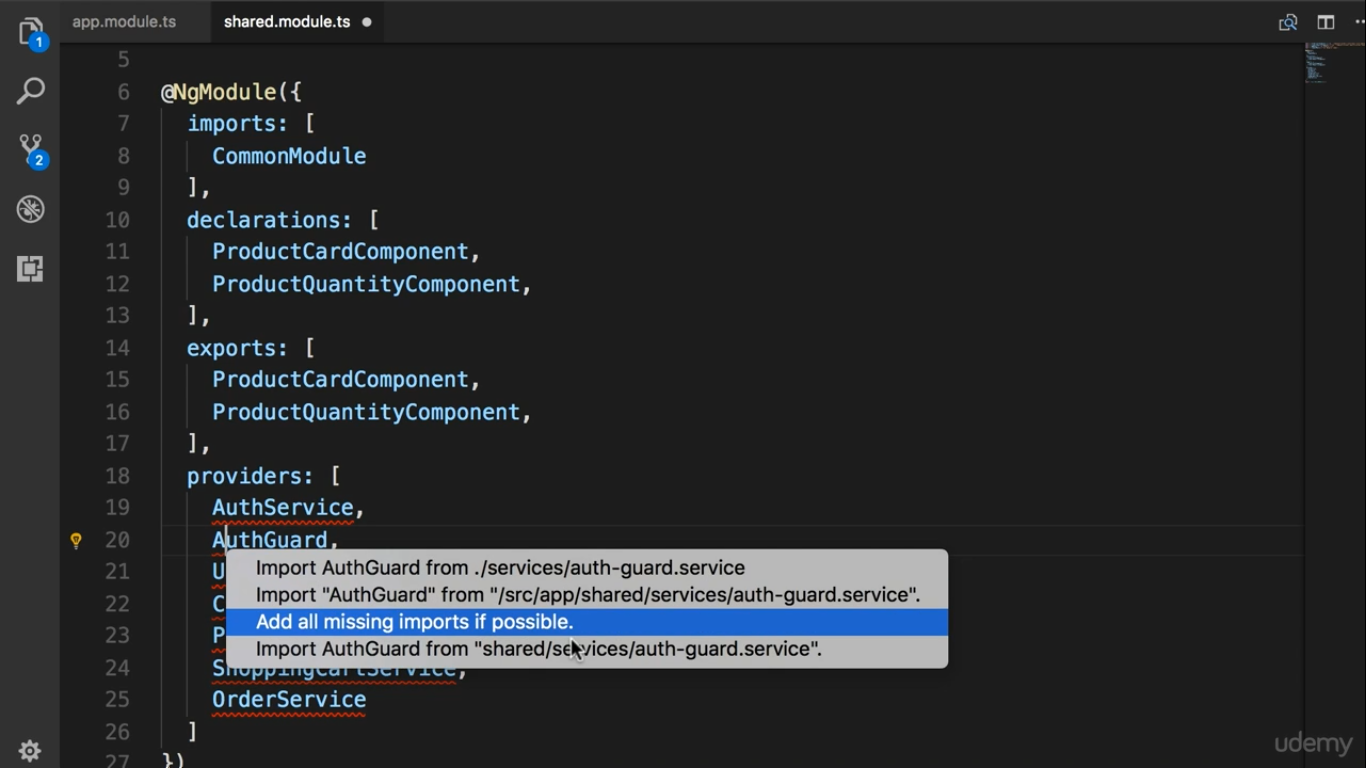 app.module.ts
shared.module.ts
1
2
5
6 @NgModule({
7 imports: [
8 CommonModule
9 ],
10 declarations: [
11 ProductCardComponent,
12 ProductQuantityComponent,
13 ],
14 exports: [
15 ProductCardComponent,
16 ProductQuantityComponent,
17 ],
18 providers: [
19 AuthService,
20 AuthGuard,
Import AuthGuard from ./services/auth-guard.service
21 U
Import "AuthGuard" from "/src/app/shared/services/auth-guard.service".
22 C
Add all missing imports if possible.
23 P
Import AuthGuard from "shared/services/auth-guard.service".
24 ShoppingCartService,
25 OrderService
26 ]
27 })
udemy